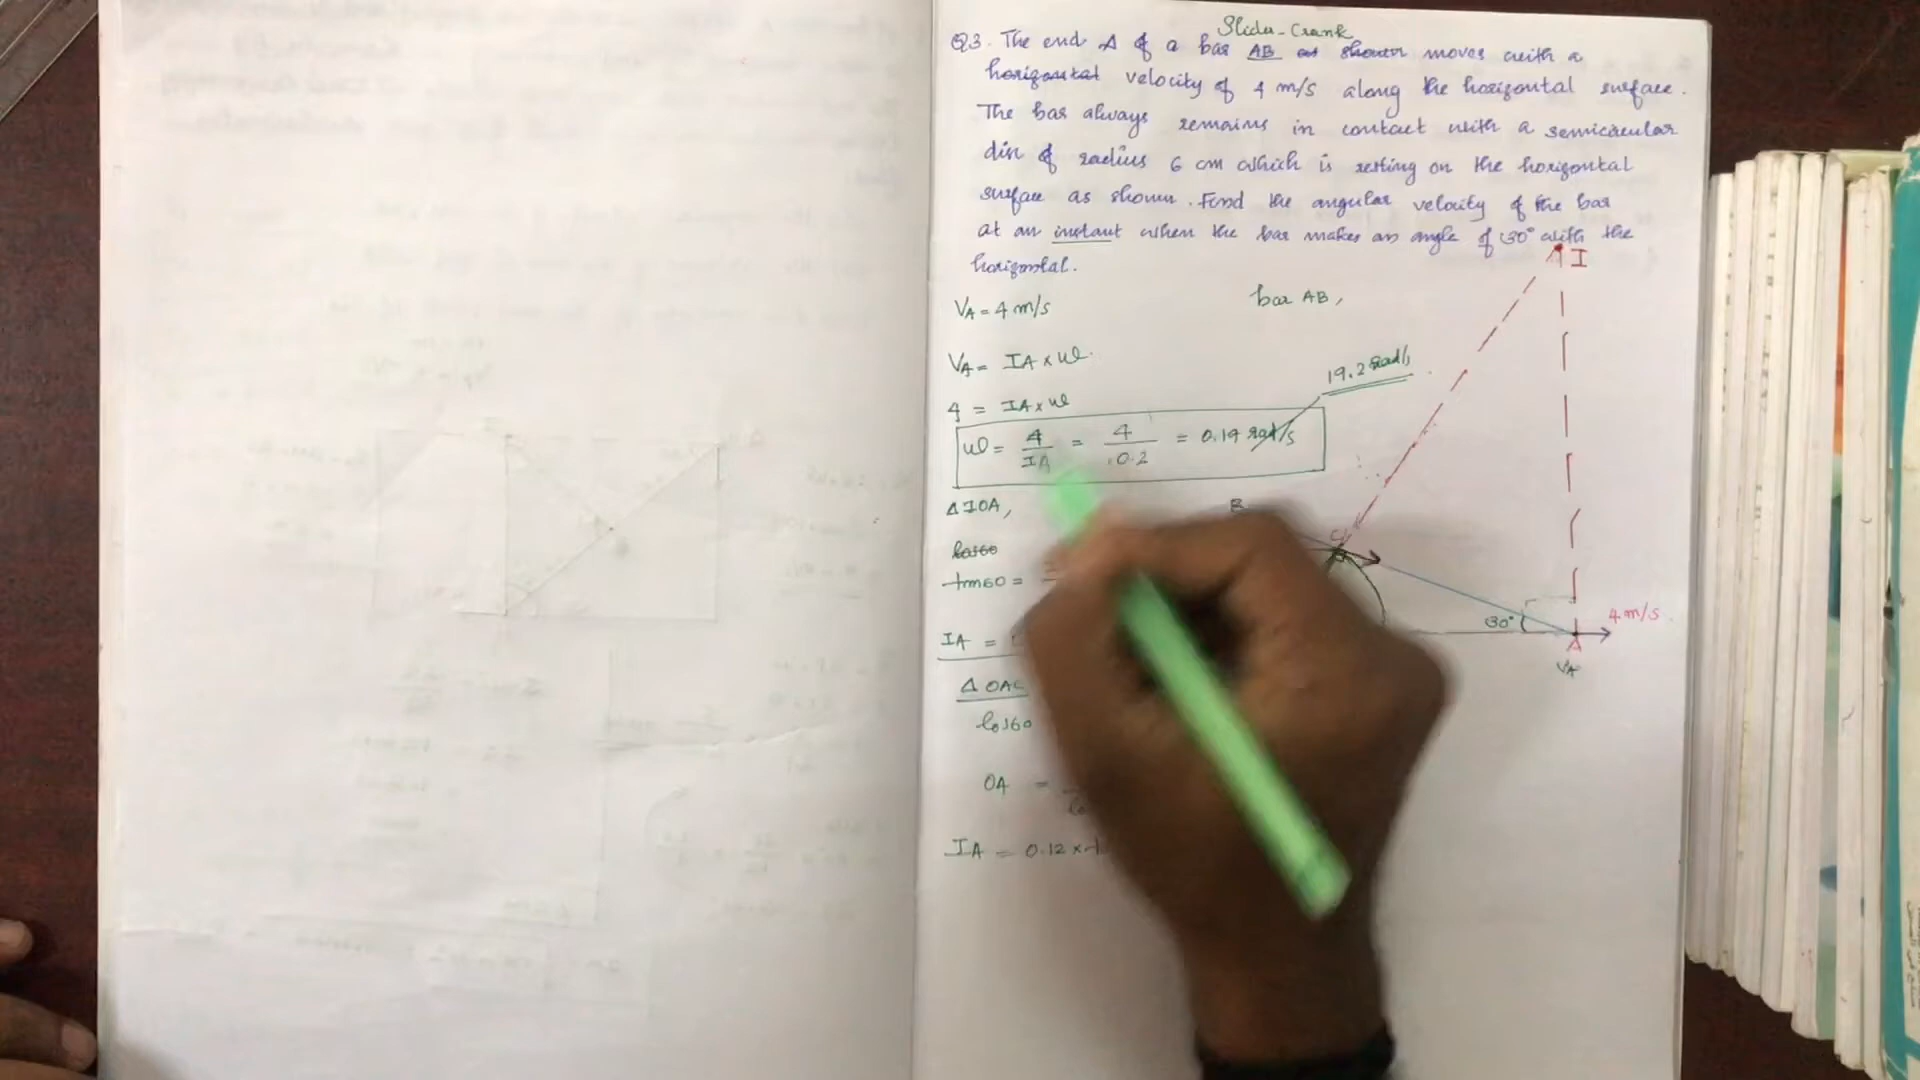 Slider-Crank
Q3. The end A of a bar AB as shown moves with a
horizontal velocity of 4 m/s along the horizontal surface.
The bar always remains in contact with a semicircular
disc of radius 6 cm which is resting on the horizontal
surface as shown. Find the angular velocity of the bar
at an instant when the bar makes an angle of 30° with the
horizontal.
I
VA = 4 m/s
bar AB,
VA = IA x ω.
19.2 rad/s
4 = IA x ω
ω = 4/IA = 4/0.2 = 0.19 rad/s
Δ IOA,
B
C
cos60
tan60 =
30°
4 m/s
IA =
A
VA
Δ OAC
cos60
OA =
IA = 0.12 x